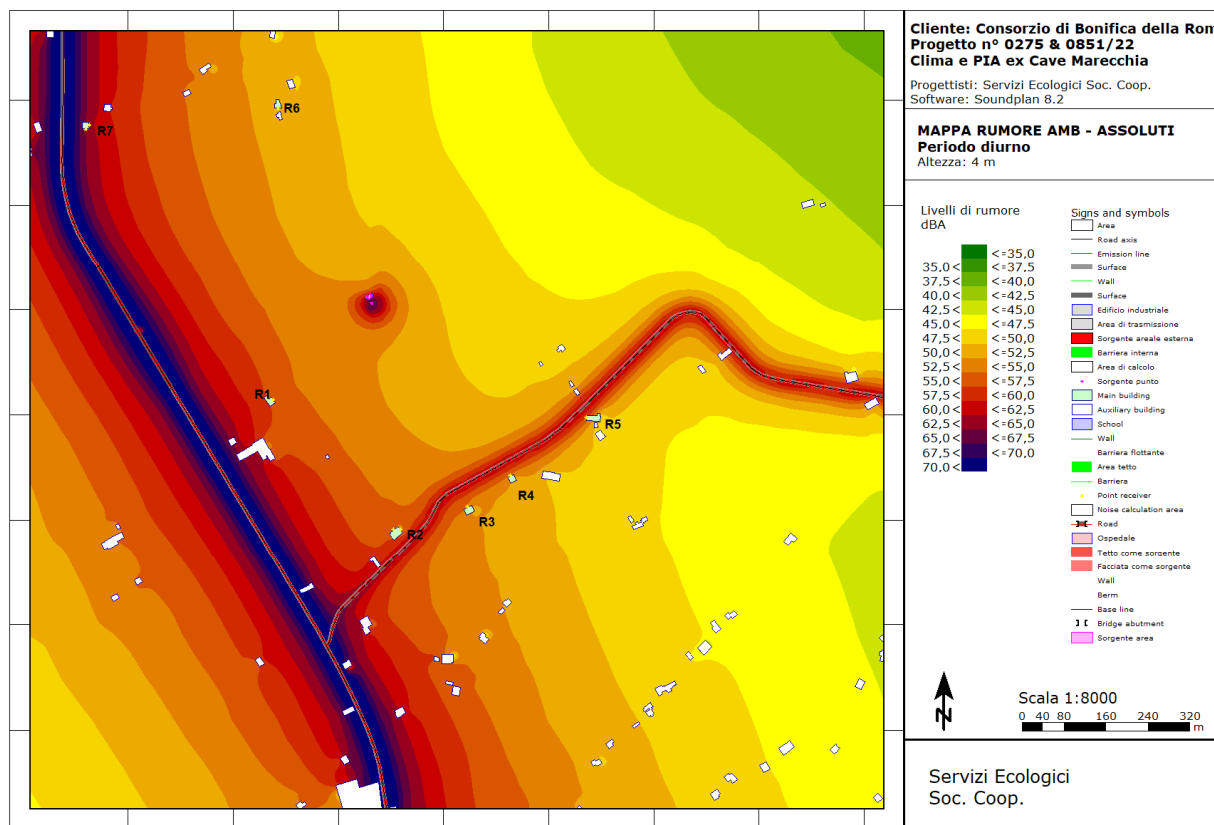 Cliente: Consorzio di Bonifica della Rom
Progetto n° 0275 & 0851/22
Clima e PIA ex Cave Marecchia
Progettisti: Servizi Ecologici Soc. Coop.
Software: Soundplan 8.2
MAPPA RUMORE AMB - ASSOLUTI
Periodo diurno
Altezza: 4 m
Livelli di rumore
dBA
<=35,0
35,0< <=37,5
37,5< <=40,0
40,0< <=42,5
42,5< <=45,0
45,0< <=47,5
47,5< <=50,0
50,0< <=52,5
52,5< <=55,0
55,0< <=57,5
57,5< <=60,0
60,0< <=62,5
62,5< <=65,0
65,0< <=67,5
67,5< <=70,0
70,0<
Signs and symbols
Area
Road axis
Emission line
Surface
Wall
Surface
Edificio industriale
Area di trasmissione
Sorgente areale esterna
Barriera interna
Area di calcolo
Sorgente punto
Main building
Auxiliary building
School
Wall
Barriera flottante
Area tetto
Barriera
Point receiver
Noise calculation area
Road
Ospedale
Tetto come sorgente
Facciata come sorgente
Wall
Berm
Base line
Bridge abutment
Sorgente area
N
Scala 1:8000
0 40 80 160 240 320
m
Servizi Ecologici
Soc. Coop.
R6
R7
R1
R5
R4
R3
R2